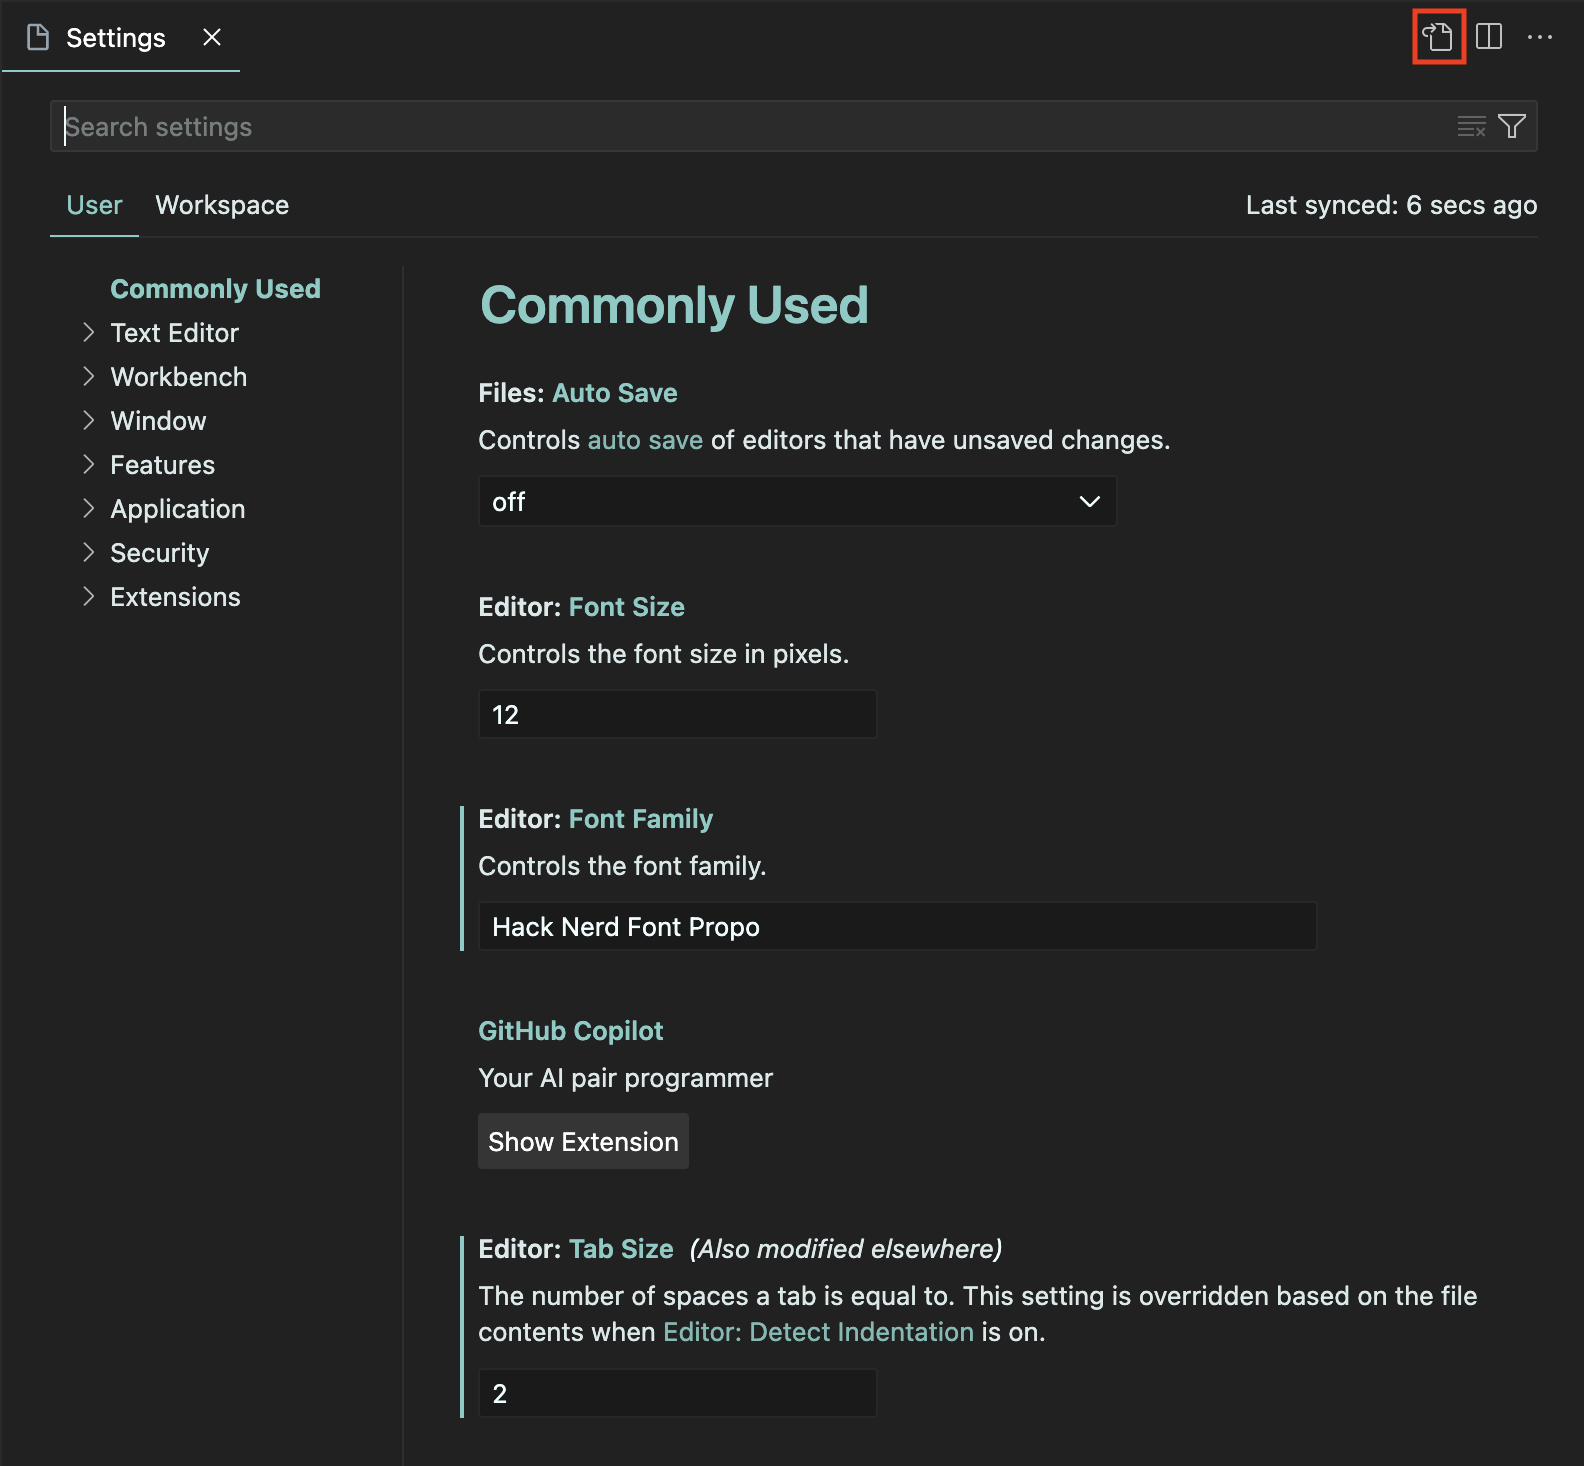 Settings
Search settings
User Workspace Last synced: 6 secs ago
Commonly Used
Text Editor
Workbench
Window
Features
Application
Security
Extensions
Commonly Used
Files: Auto Save
Controls auto save of editors that have unsaved changes.
off
Editor: Font Size
Controls the font size in pixels.
12
Editor: Font Family
Controls the font family.
Hack Nerd Font Propo
GitHub Copilot
Your AI pair programmer
Show Extension
Editor: Tab Size (Also modified elsewhere)
The number of spaces a tab is equal to. This setting is overridden based on the file
contents when Editor: Detect Indentation is on.
2